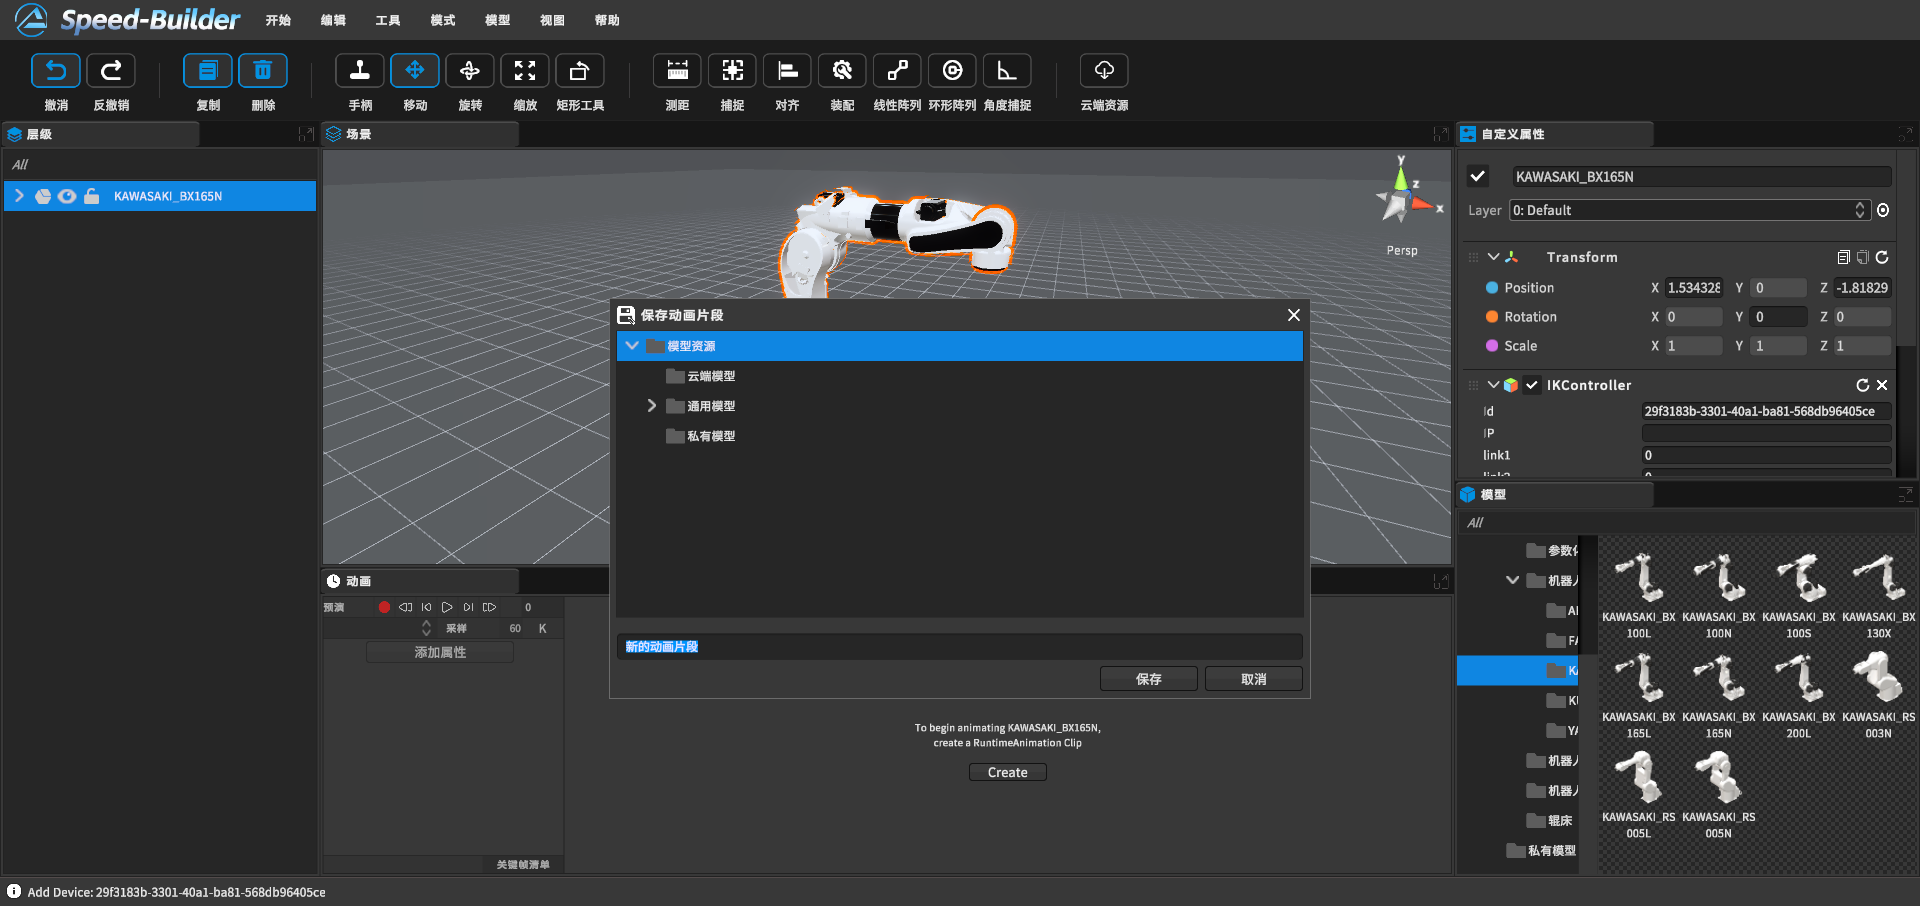 Speed-Builder 开始 编辑 工具 模式 模型 视图 帮助
撤消 反撤销 复制 删除 手柄 移动 旋转 缩放 矩形工具 测距 捕捉 对齐 装配 线性阵列 环形阵列 角度捕捉 云端资源
层级
All
KAWASAKI_BX165N
场景
y
z
x
Persp
保存动画片段
模型资源
云端模型
通用模型
私有模型
新的动画片段
保存 取消
动画
预演 0
采样 60 K
添加属性
关键帧清单
To begin animating KAWASAKI_BX165N,
create a RuntimeAnimation Clip
Create
自定义属性
KAWASAKI_BX165N
Layer 0: Default
Transform
Position X 1.534328 Y 0 Z -1.81829
Rotation X 0 Y 0 Z 0
Scale X 1 Y 1 Z 1
IKController
Id 29f3183b-3301-40a1-ba81-568db96405ce
IP
link1 0
模型
All
参数化
机器人
KA
KU
YA
机器人
机器人
辊床
私有模型
KAWASAKI_BX
100L
KAWASAKI_BX
100N
KAWASAKI_BX
100S
KAWASAKI_BX
130X
KAWASAKI_BX
165L
KAWASAKI_BX
165N
KAWASAKI_BX
200L
KAWASAKI_RS
003N
KAWASAKI_RS
005L
KAWASAKI_RS
005N
Add Device: 29f3183b-3301-40a1-ba81-568db96405ce